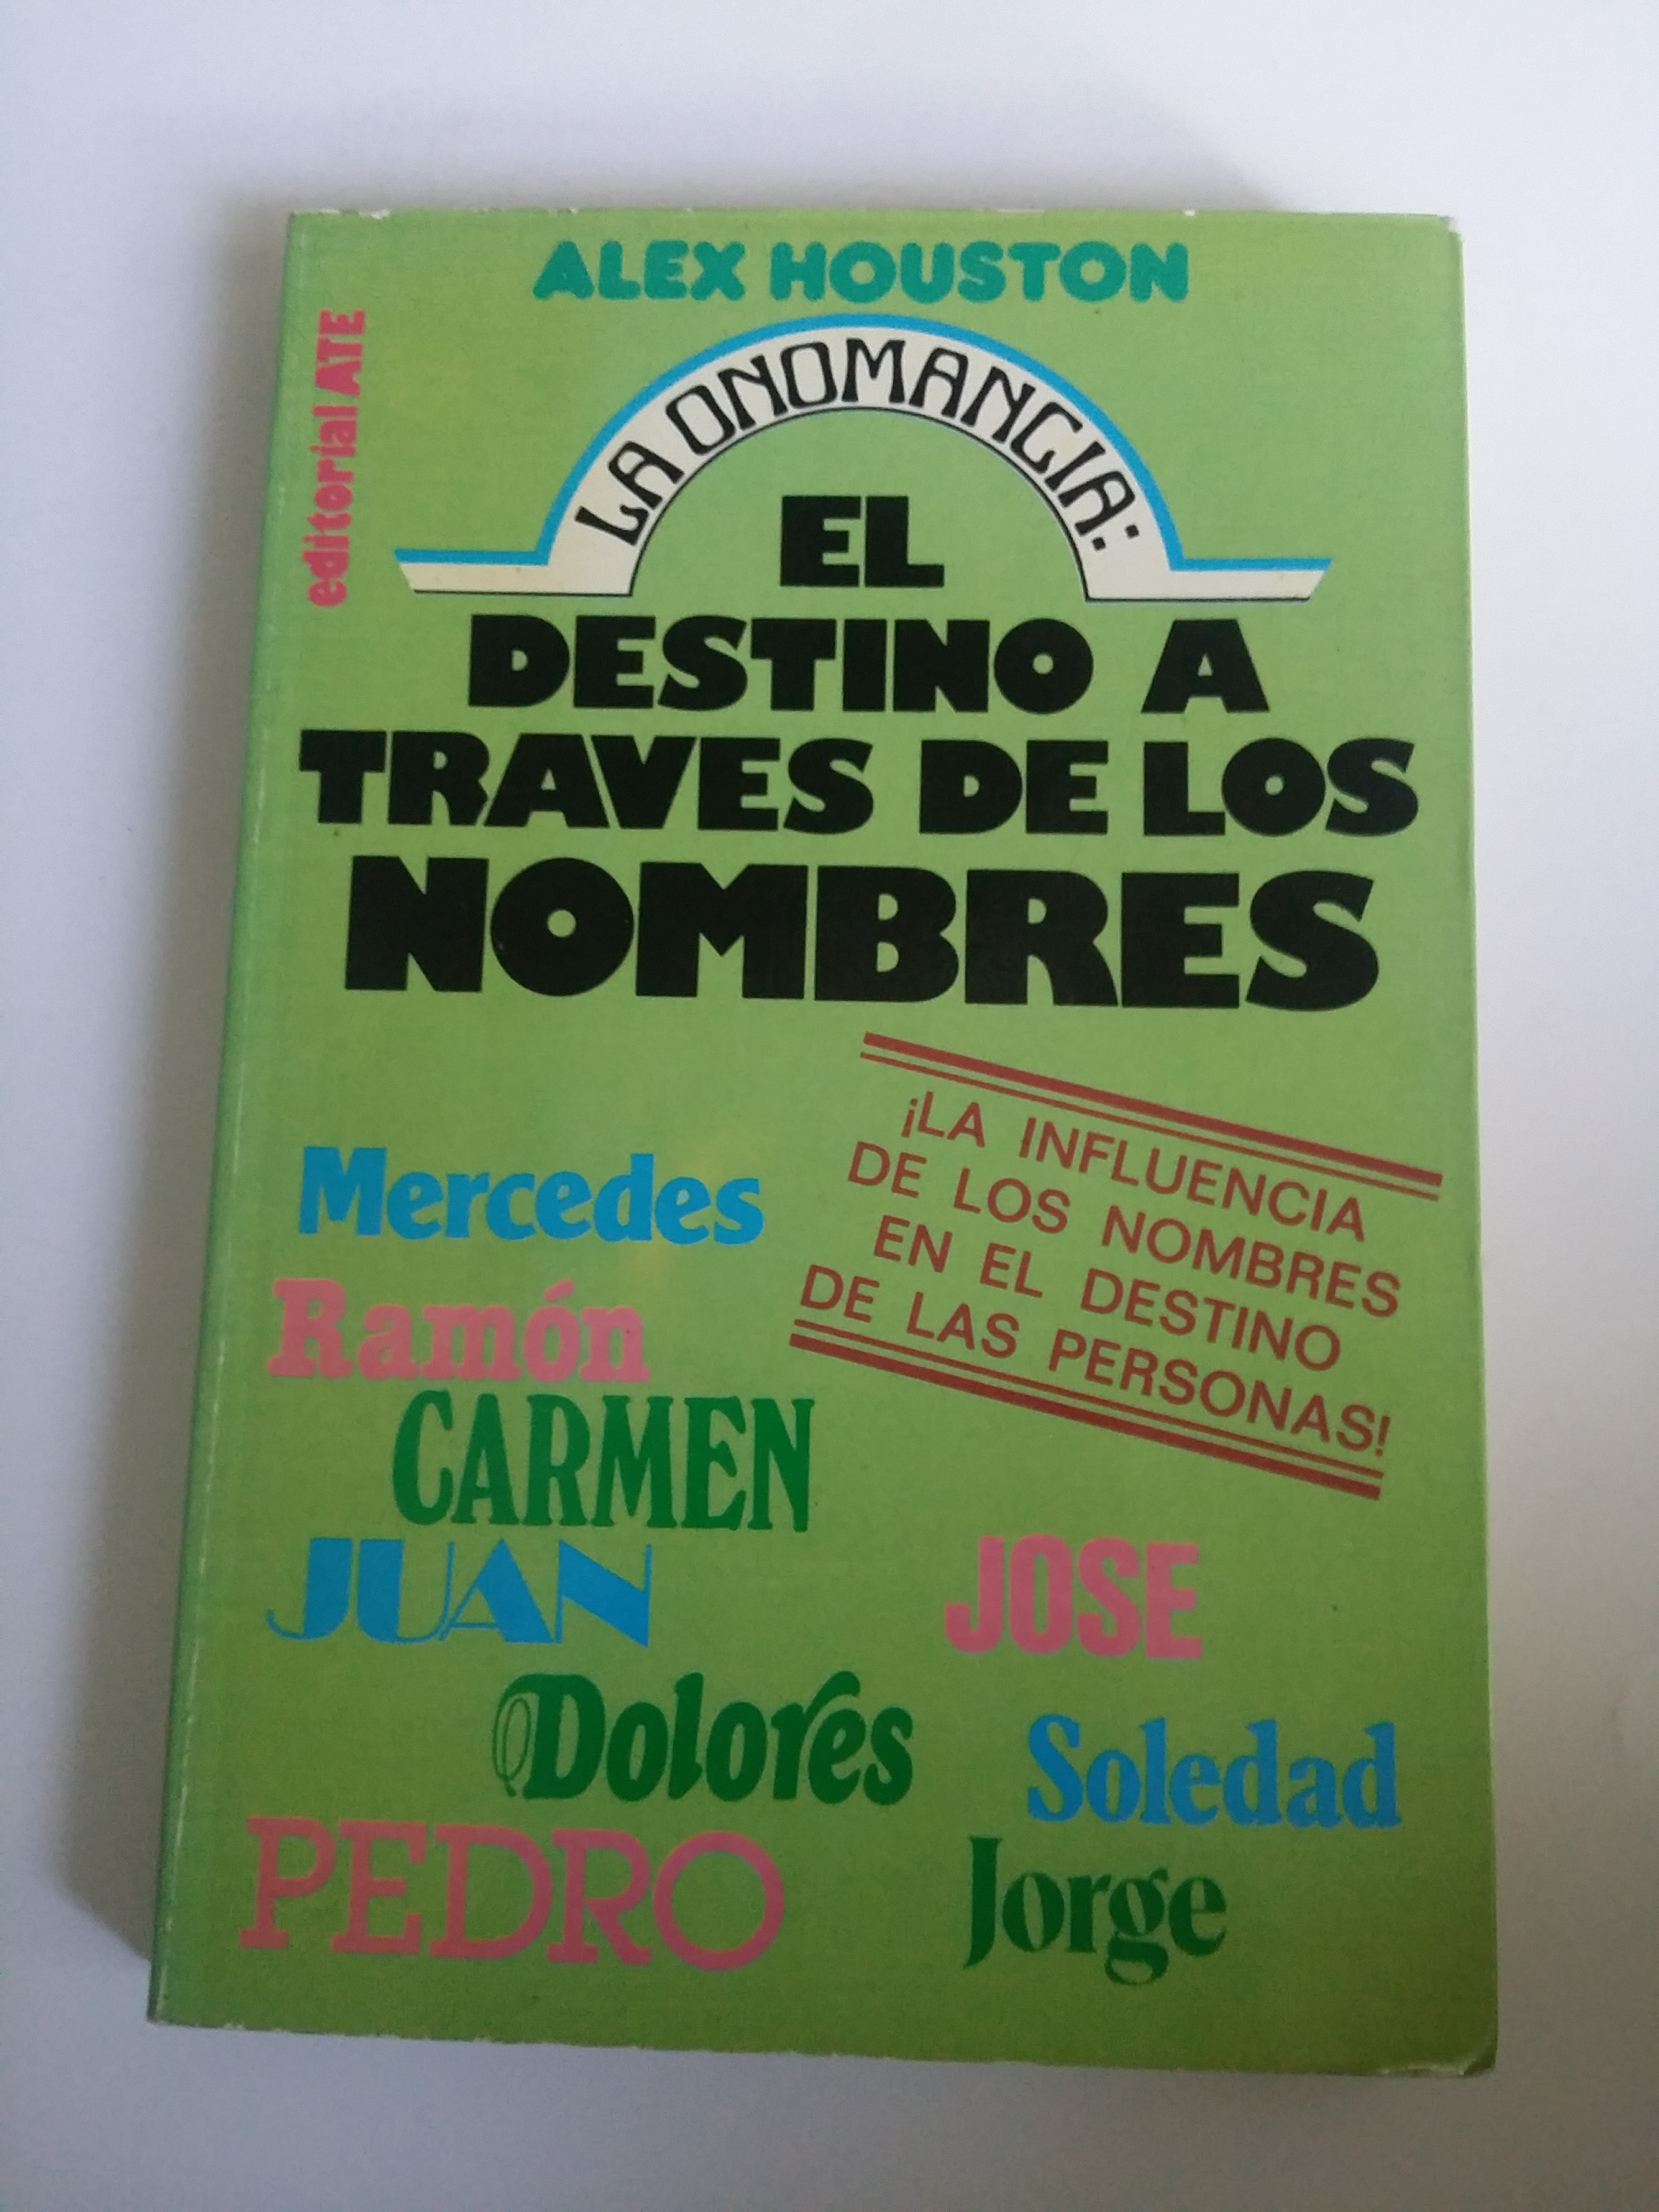 ALEX HOUSTON
editorial ATE
LA ONOMANCIA:
EL
DESTINO A
TRAVES DE LOS
NOMBRES
¡LA INFLUENCIA
DE LOS NOMBRES
EN EL DESTINO
DE LAS PERSONAS!
Mercedes
Ramón
CARMEN
JUAN
JOSE
Dolores
Soledad
PEDRO
Jorge